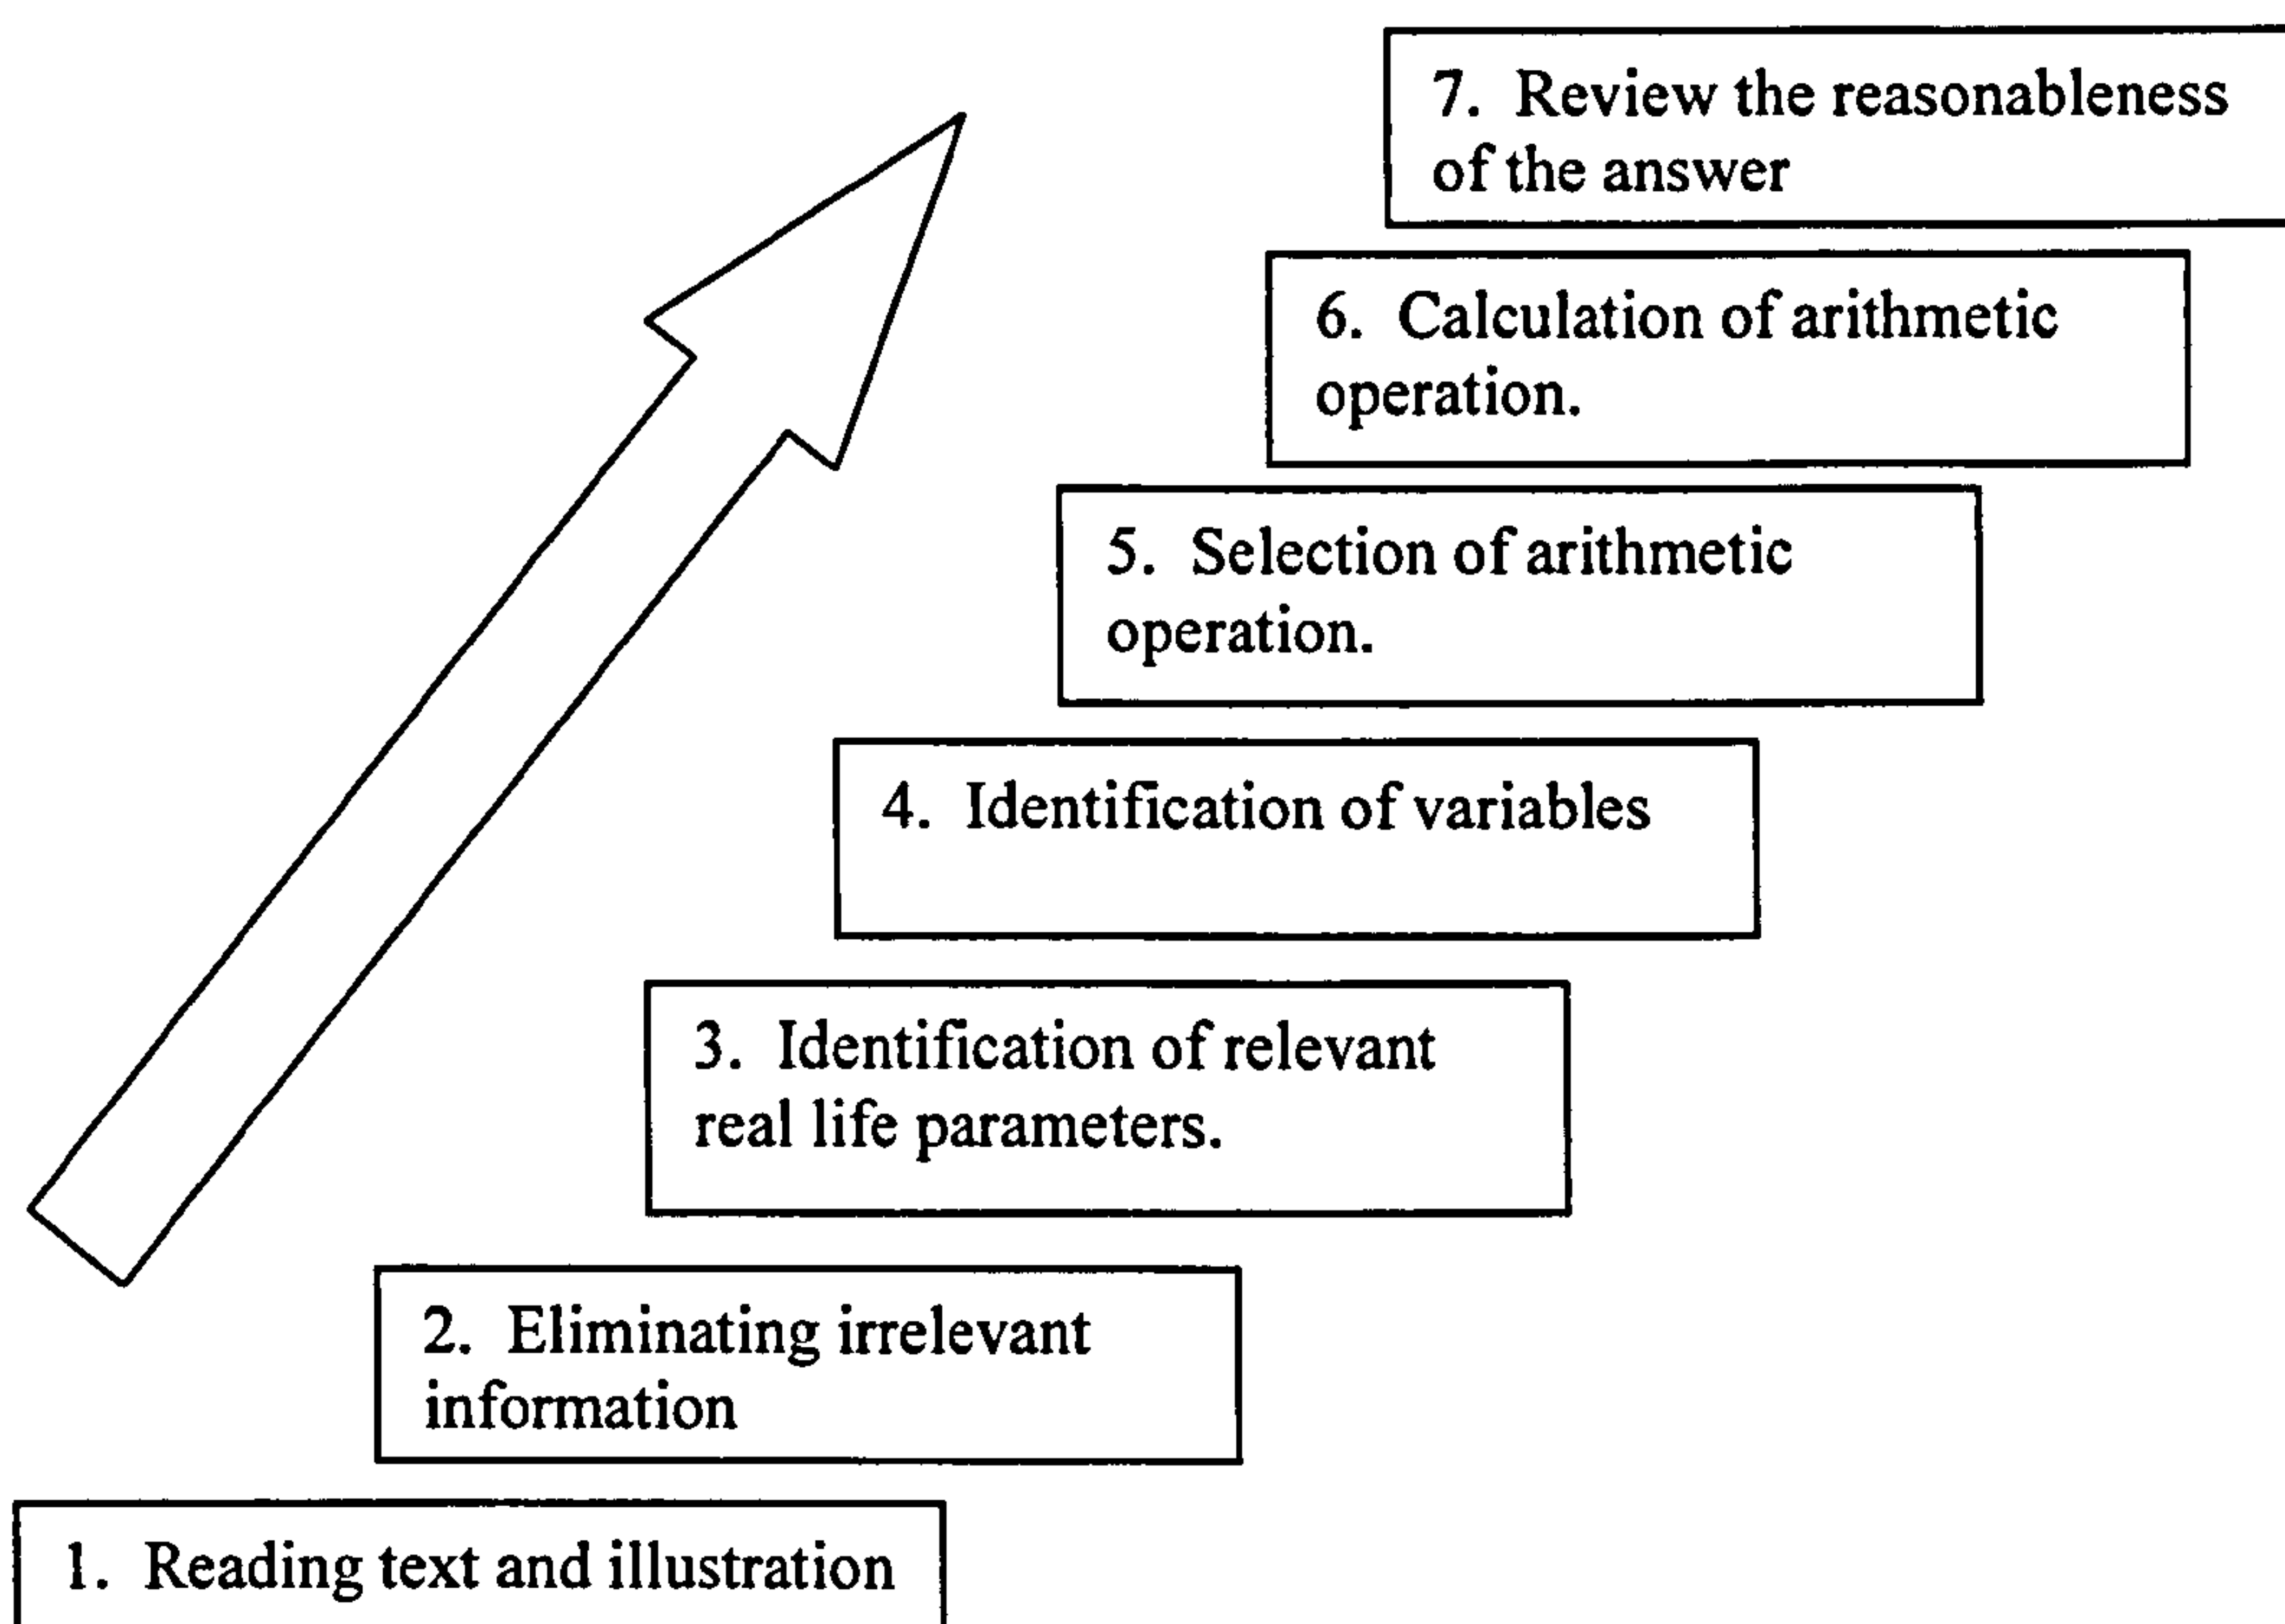 7. Review the reasonableness
of the answer
6. Calculation of arithmetic
operation.
5. Selection of arithmetic
operation.
4. Identification of variables
3. Identification of relevant
real life parameters.
2. Eliminating irrelevant
information
1. Reading text and illustration